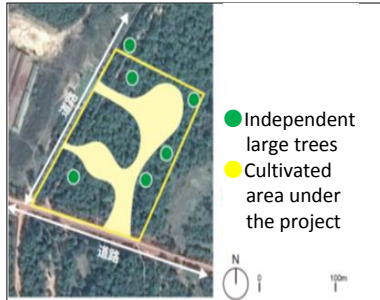 道路
道路
Independent
large trees
Cultivated
area under
the project
N
0
100m